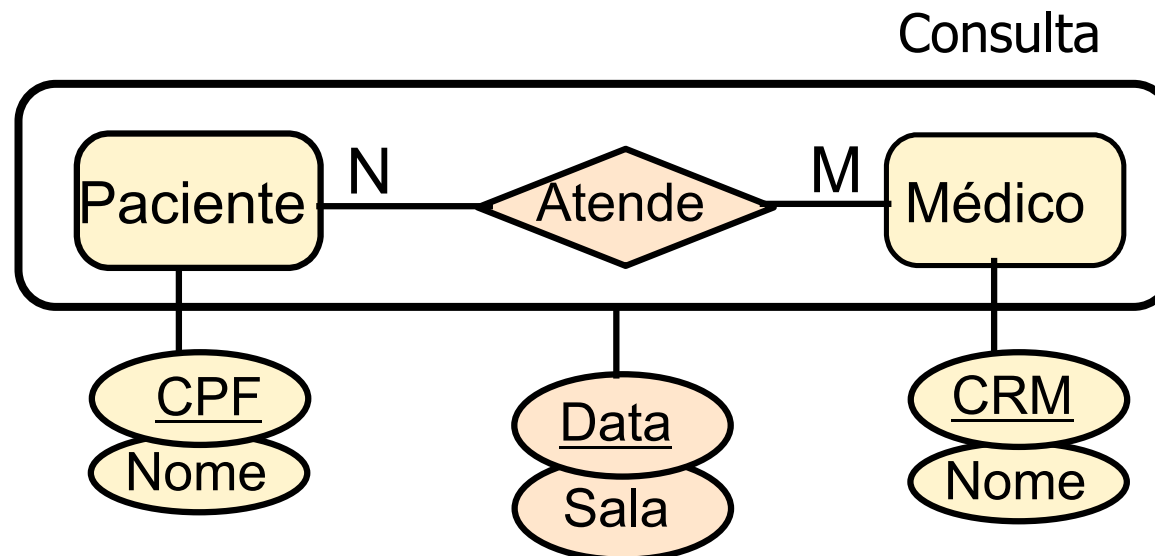 Consulta
Paciente N Atende M Médico
CPF
Nome
Data
Sala
CRM
Nome